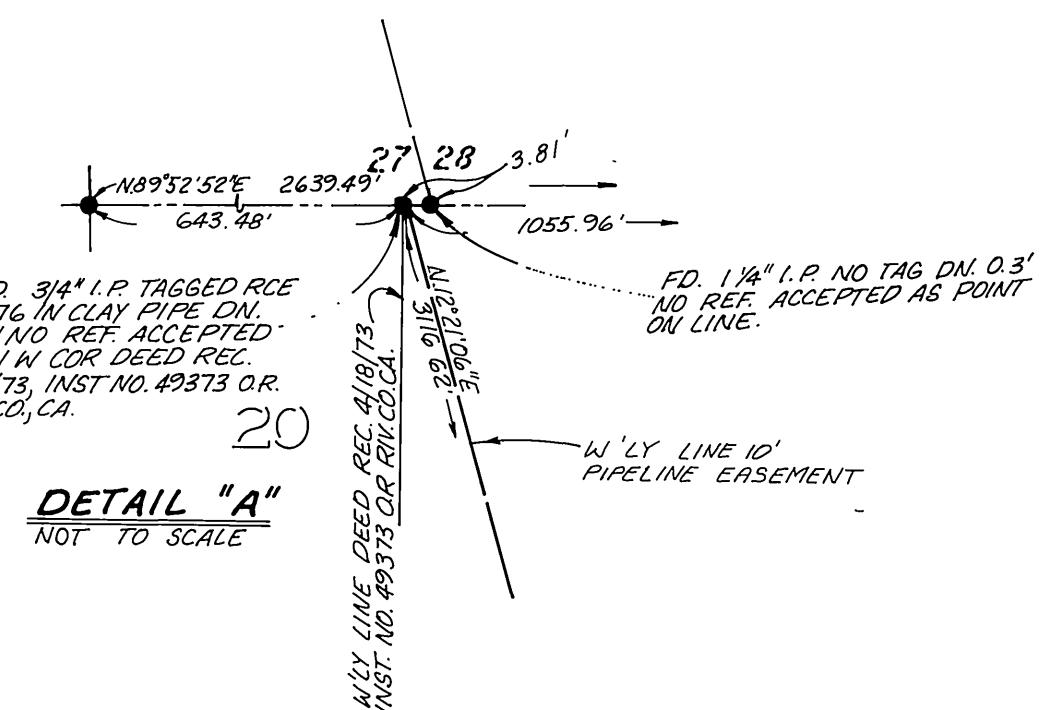 27 28
3.81'
N.89°52'52"E 2639.49'
643.48'
1055.96'
FD. 1 1/4" I.P. NO TAG DN. 0.3'
NO REF. ACCEPTED AS POINT
ON LINE.
3/4" I.P. TAGGED RCE
76 IN CLAY PIPE DN.
NO REF. ACCEPTED
W COR DEED REC.
/73, INST NO. 49373 O.R.
CO., CA.
20
N.12°21'06"E
3116 62'
W'LY LINE DEED REC. 4/18/73
INST. NO. 49373 OR RIV. CO. CA.
W'LY LINE 10'
PIPELINE EASEMENT
DETAIL "A"
NOT TO SCALE